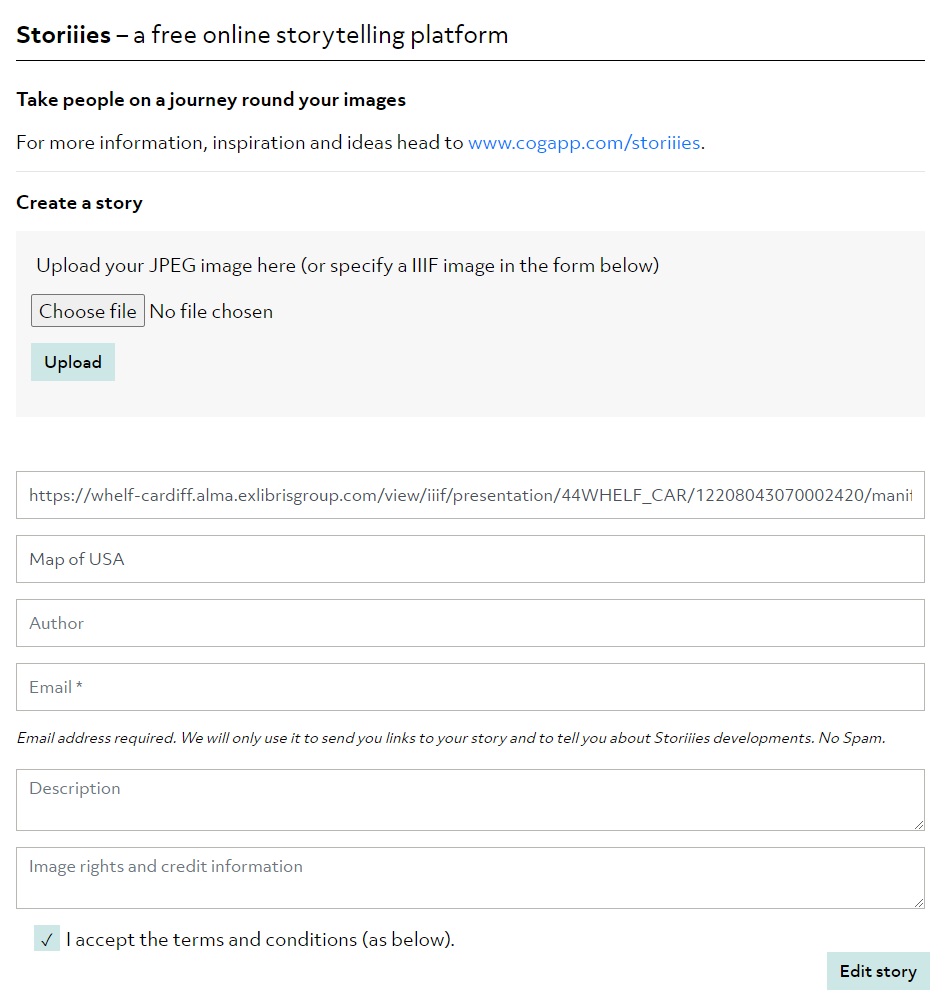 Storiiies – a free online storytelling platform
Take people on a journey round your images
For more information, inspiration and ideas head to www.cogapp.com/storiiies.
Create a story
Upload your JPEG image here (or specify a IIIF image in the form below)
Choose file No file chosen
Upload
https://whelf-cardiff.alma.exlibrisgroup.com/view/iiif/presentation/44WHELF_CAR/12208043070002420/manif
Map of USA
Author
Email *
Email address required. We will only use it to send you links to your story and to tell you about Storiiies developments. No Spam.
Description
Image rights and credit information
✓ I accept the terms and conditions (as below).
Edit story